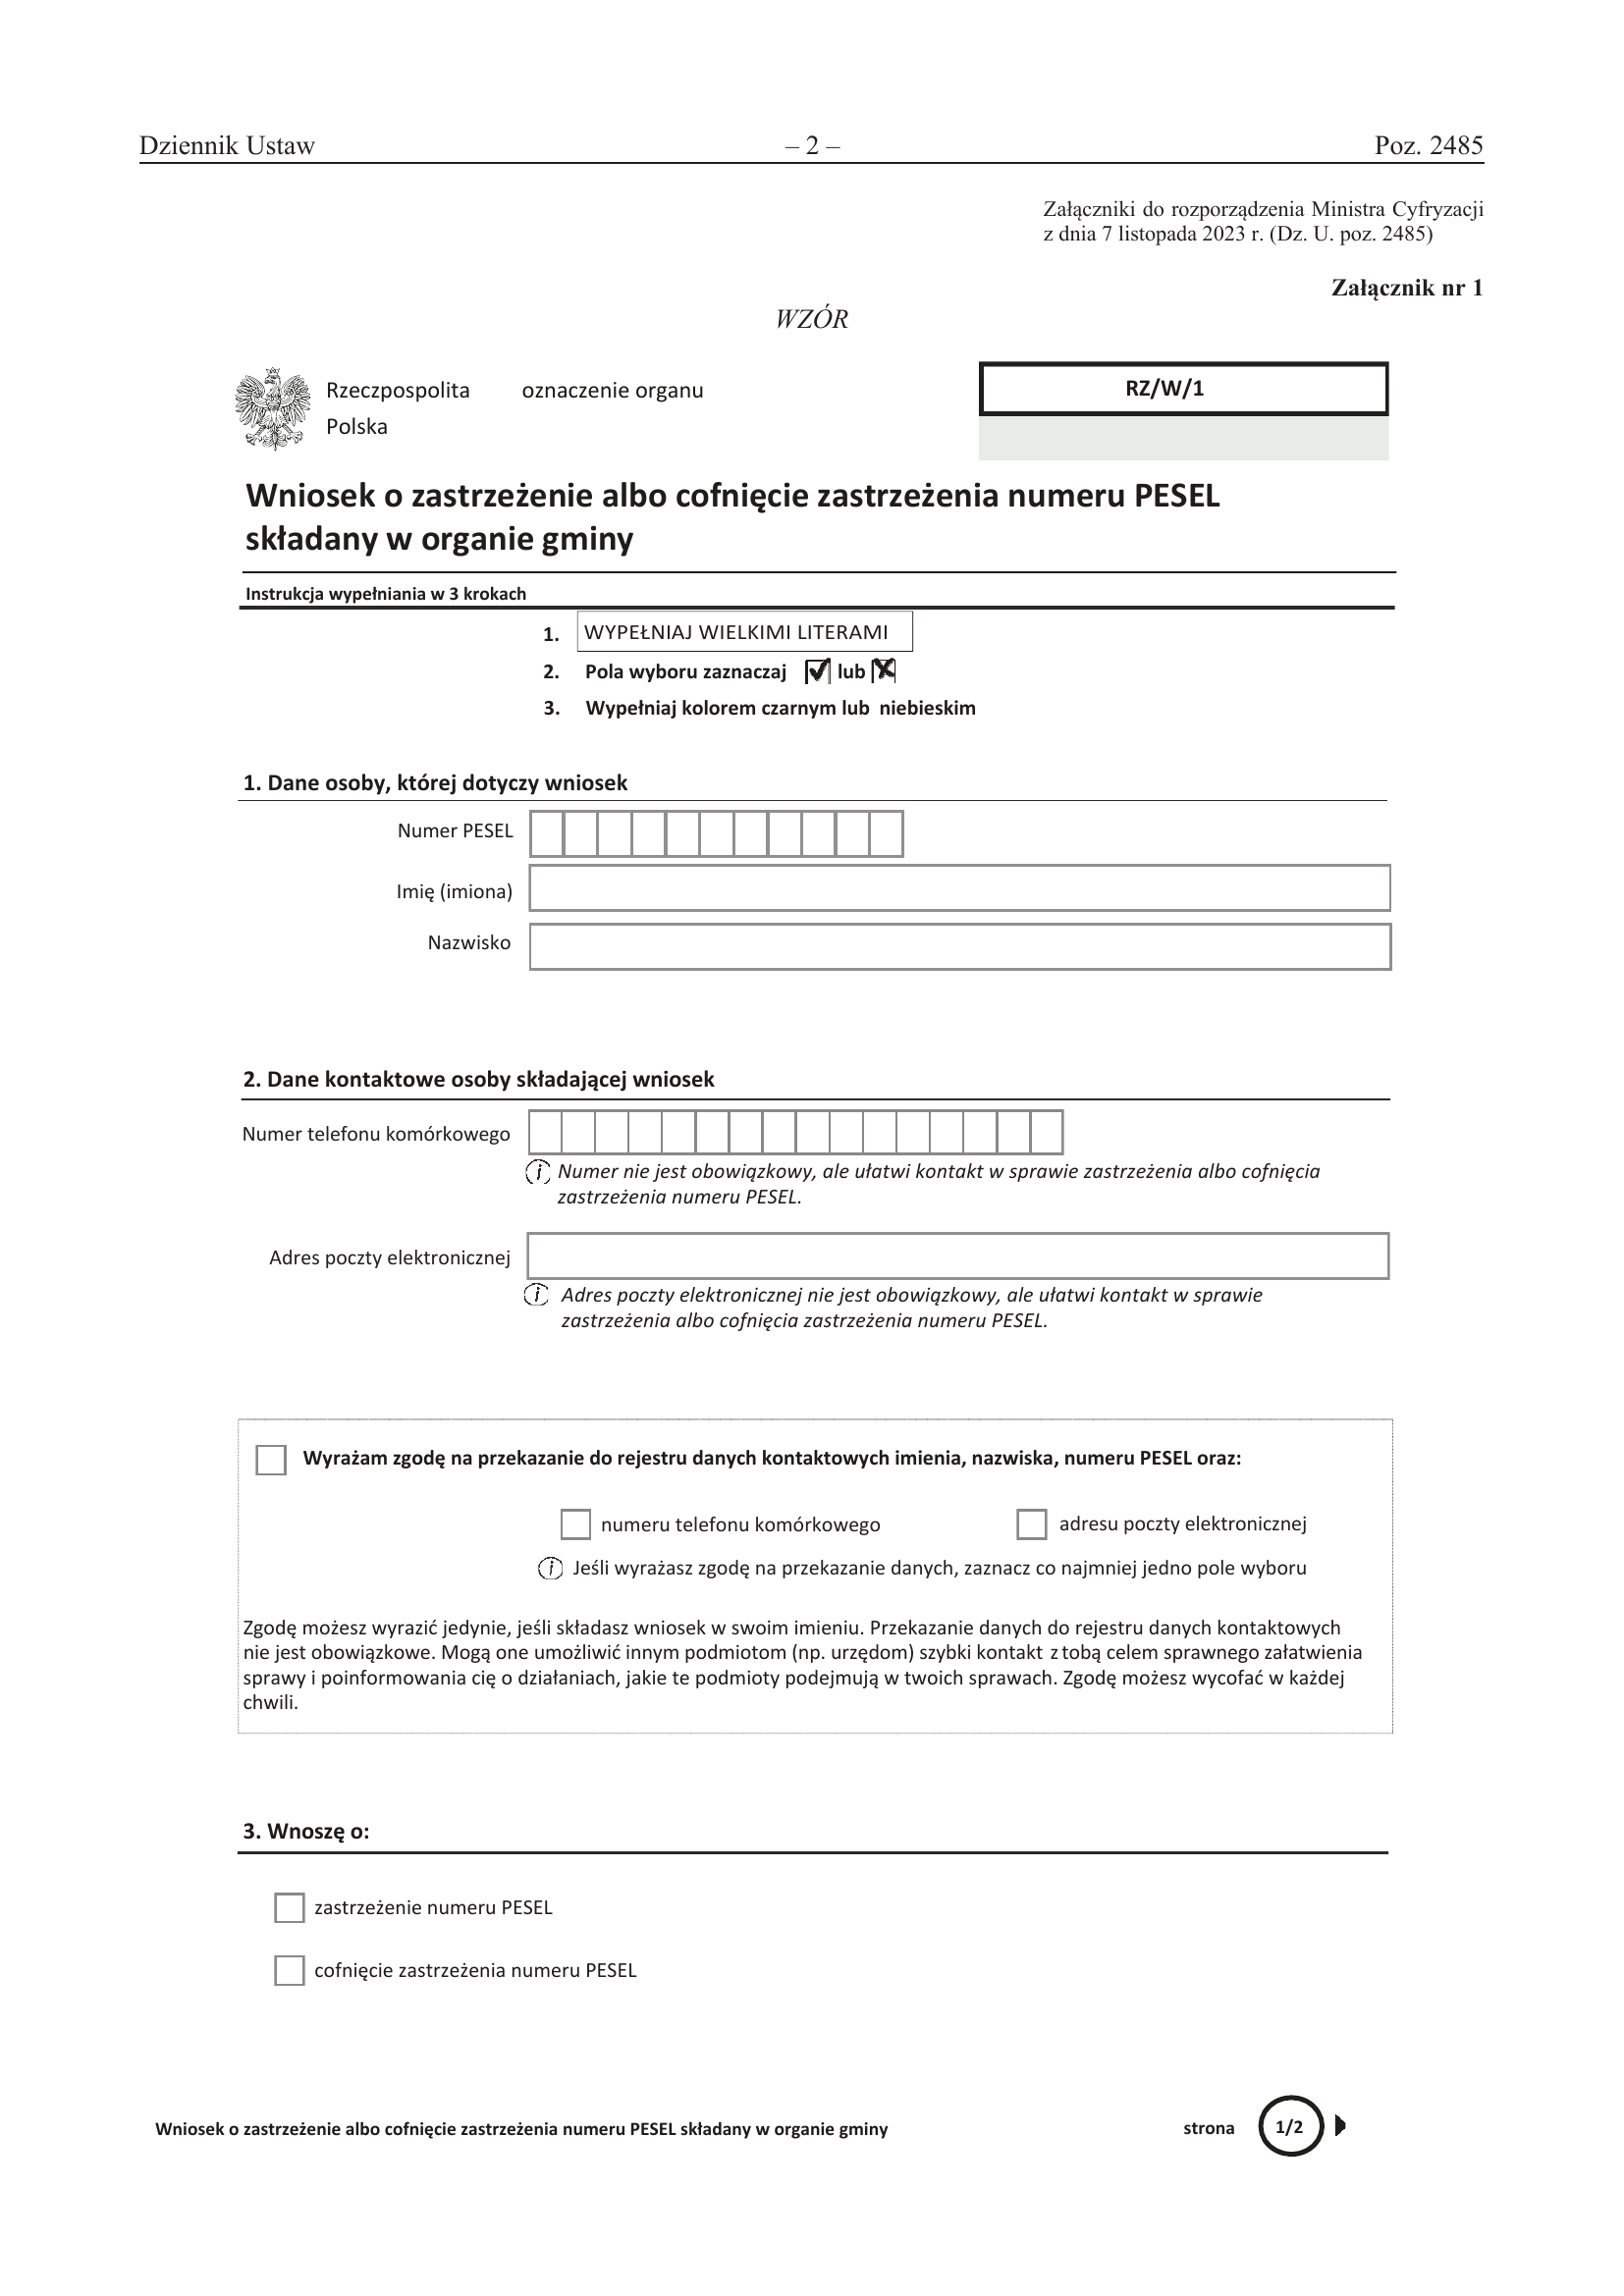 Dziennik Ustaw – 2 – Poz. 2485
Załączniki do rozporządzenia Ministra Cyfryzacji
z dnia 7 listopada 2023 r. (Dz. U. poz. 2485)
Załącznik nr 1
WZÓR
Rzeczpospolita oznaczenie organu RZ/W/1
Polska
Wniosek o zastrzeżenie albo cofnięcie zastrzeżenia numeru PESEL
składany w organie gminy
Instrukcja wypełniania w 3 krokach
1. WYPEŁNIAJ WIELKIMI LITERAMI
2. Pola wyboru zaznaczaj lub
3. Wypełniaj kolorem czarnym lub niebieskim
1. Dane osoby, której dotyczy wniosek
Numer PESEL
Imię (imiona)
Nazwisko
2. Dane kontaktowe osoby składającej wniosek
Numer telefonu komórkowego
i Numer nie jest obowiązkowy, ale ułatwi kontakt w sprawie zastrzeżenia albo cofnięcia
zastrzeżenia numeru PESEL.
Adres poczty elektronicznej
i Adres poczty elektronicznej nie jest obowiązkowy, ale ułatwi kontakt w sprawie
zastrzeżenia albo cofnięcia zastrzeżenia numeru PESEL.
Wyrażam zgodę na przekazanie do rejestru danych kontaktowych imienia, nazwiska, numeru PESEL oraz:
numeru telefonu komórkowego adresu poczty elektronicznej
i Jeśli wyrażasz zgodę na przekazanie danych, zaznacz co najmniej jedno pole wyboru
Zgodę możesz wyrazić jedynie, jeśli składasz wniosek w swoim imieniu. Przekazanie danych do rejestru danych kontaktowych
nie jest obowiązkowe. Mogą one umożliwić innym podmiotom (np. urzędom) szybki kontakt z tobą celem sprawnego załatwienia
sprawy i poinformowania cię o działaniach, jakie te podmioty podejmują w twoich sprawach. Zgodę możesz wycofać w każdej
chwili.
3. Wnoszę o:
zastrzeżenie numeru PESEL
cofnięcie zastrzeżenia numeru PESEL
Wniosek o zastrzeżenie albo cofnięcie zastrzeżenia numeru PESEL składany w organie gminy strona 1/2